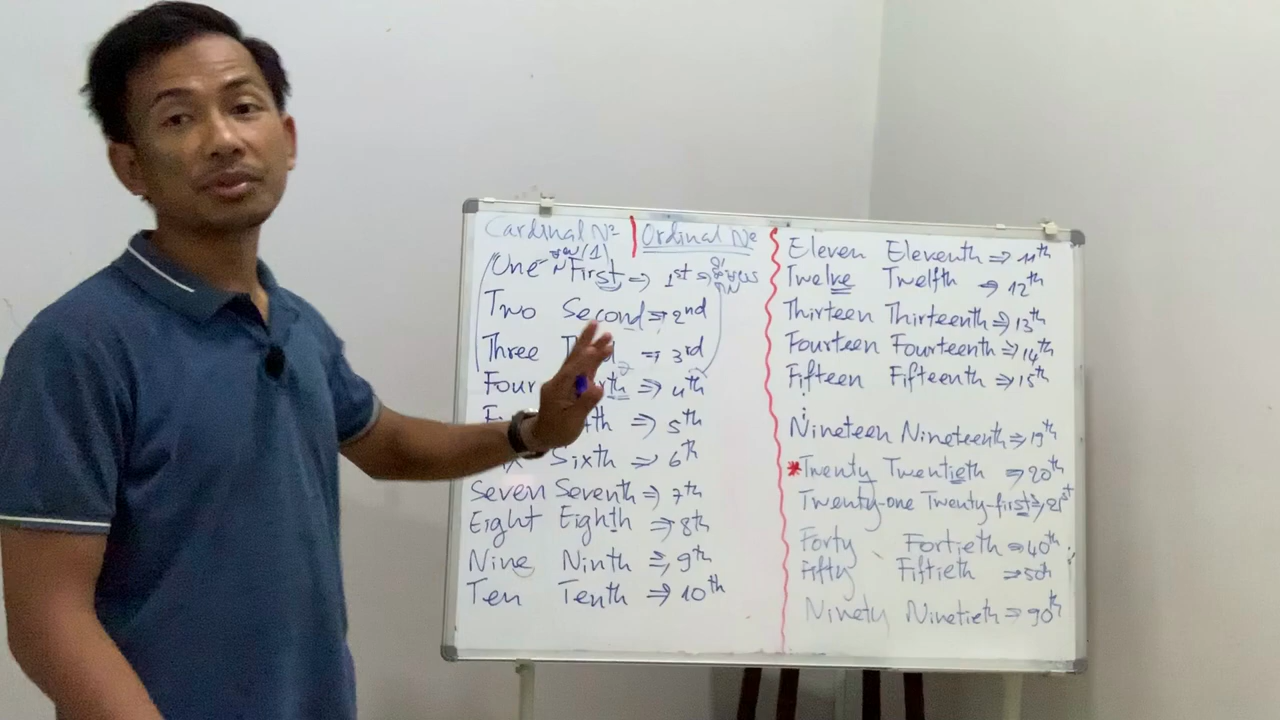 Cardinal Nº Ordinal Nº
One First ⇒ 1st ⇒
Two Second ⇒ 2nd
Three ⇒ 3rd
Four ⇒ 4th
⇒ 5th
Sixth ⇒ 6th
Seven Seventh ⇒ 7th
Eight Eighth ⇒ 8th
Nine Ninth ⇒ 9th
Ten Tenth ⇒ 10th
Eleven Eleventh ⇒ 11th
Twelve Twelfth ⇒ 12th
Thirteen Thirteenth ⇒ 13th
Fourteen Fourteenth ⇒ 14th
Fifteen Fifteenth ⇒ 15th
Nineteen Nineteenth ⇒ 19th
*Twenty Twentieth ⇒ 20th
Twenty-one Twenty-first ⇒ 21st
Forty Fortieth ⇒ 40th
Fifty Fiftieth ⇒ 50th
Ninety Ninetieth ⇒ 90th